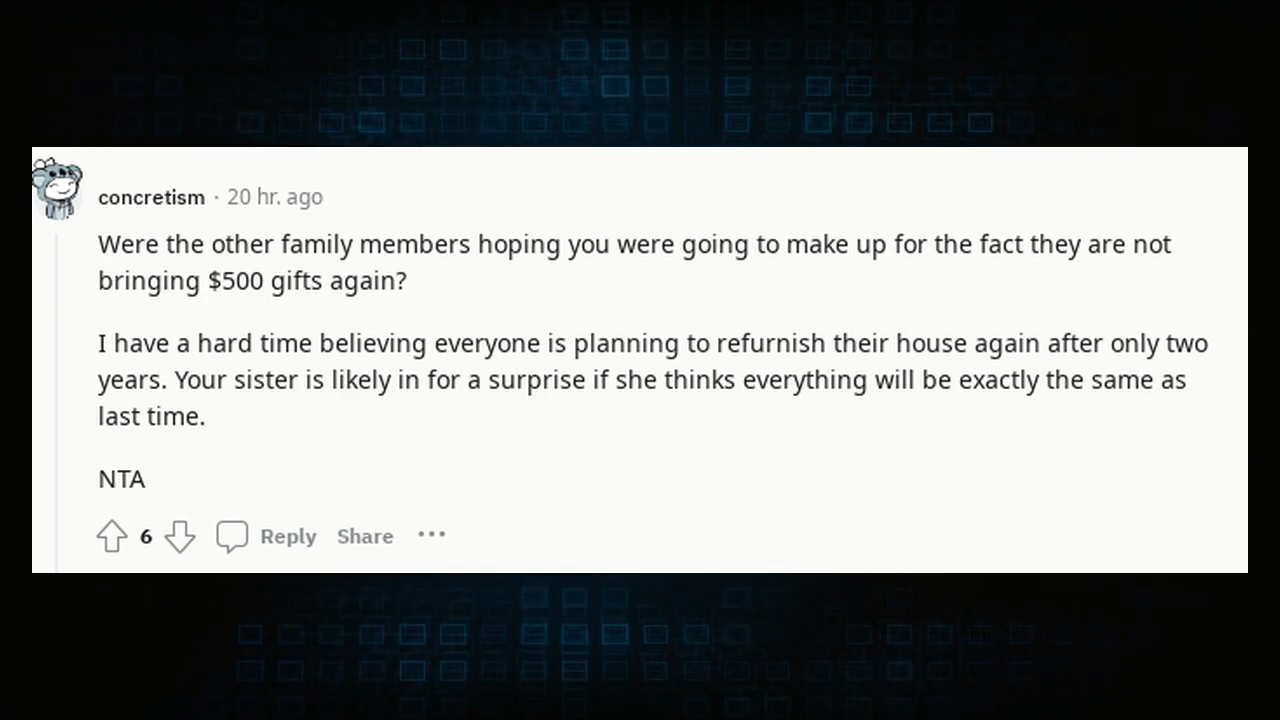 concretism · 20 hr. ago
Were the other family members hoping you were going to make up for the fact they are not
bringing $500 gifts again?
I have a hard time believing everyone is planning to refurnish their house again after only two
years. Your sister is likely in for a surprise if she thinks everything will be exactly the same as
last time.
NTA
6 Reply Share ···